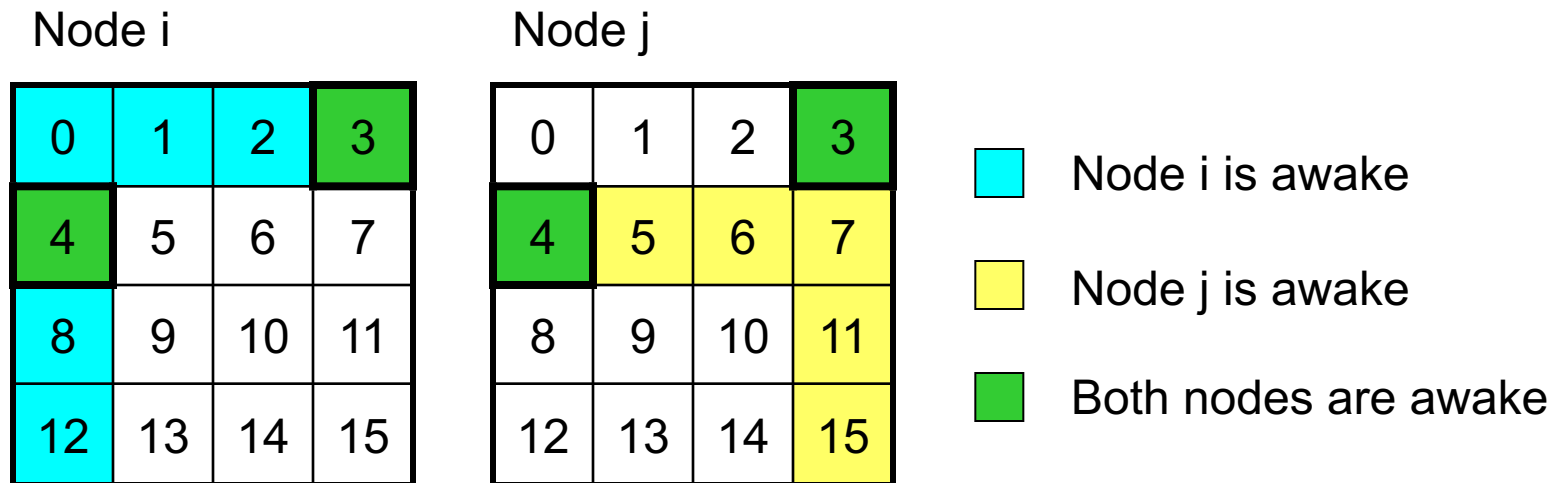 Node i
Node j
0 1 2 3
4 5 6 7
8 9 10 11
12 13 14 15
0 1 2 3
4 5 6 7
8 9 10 11
12 13 14 15
Node i is awake
Node j is awake
Both nodes are awake